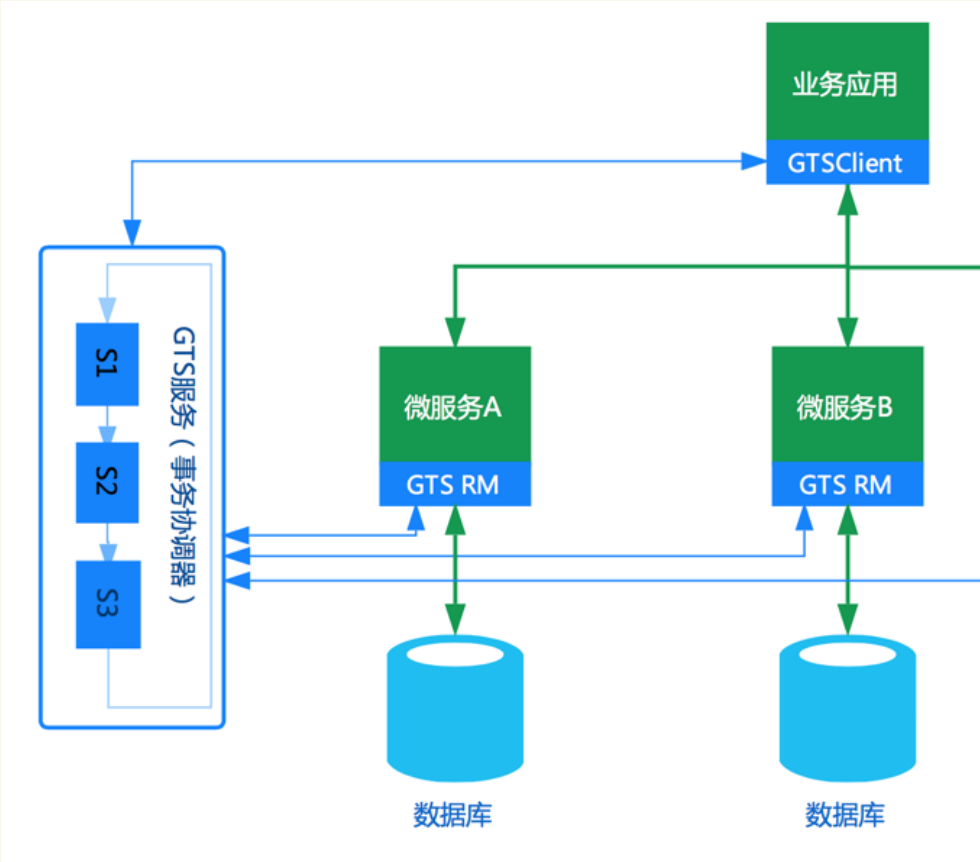 业务应用
GTSClient
GTS服务（事务协调器）
S1
S2
S3
微服务A
GTS RM
微服务B
GTS RM
数据库
数据库